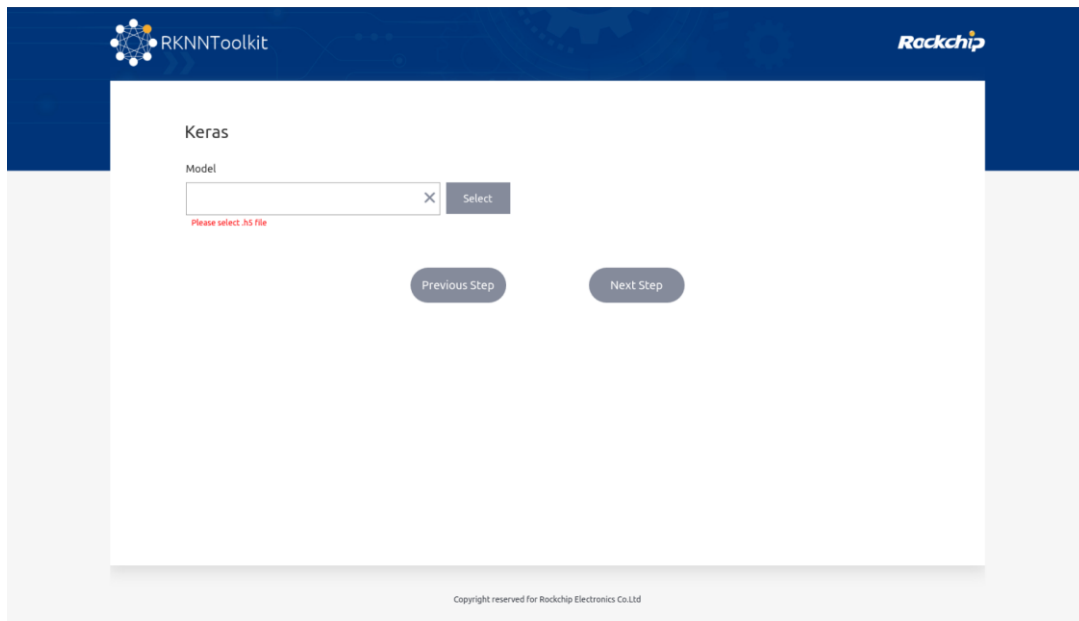 RKNNToolkit
Rockchip
Keras
Model
Select
Please select .h5 file
Previous Step
Next Step
Copyright reserved for Rockchip Electronics Co.Ltd